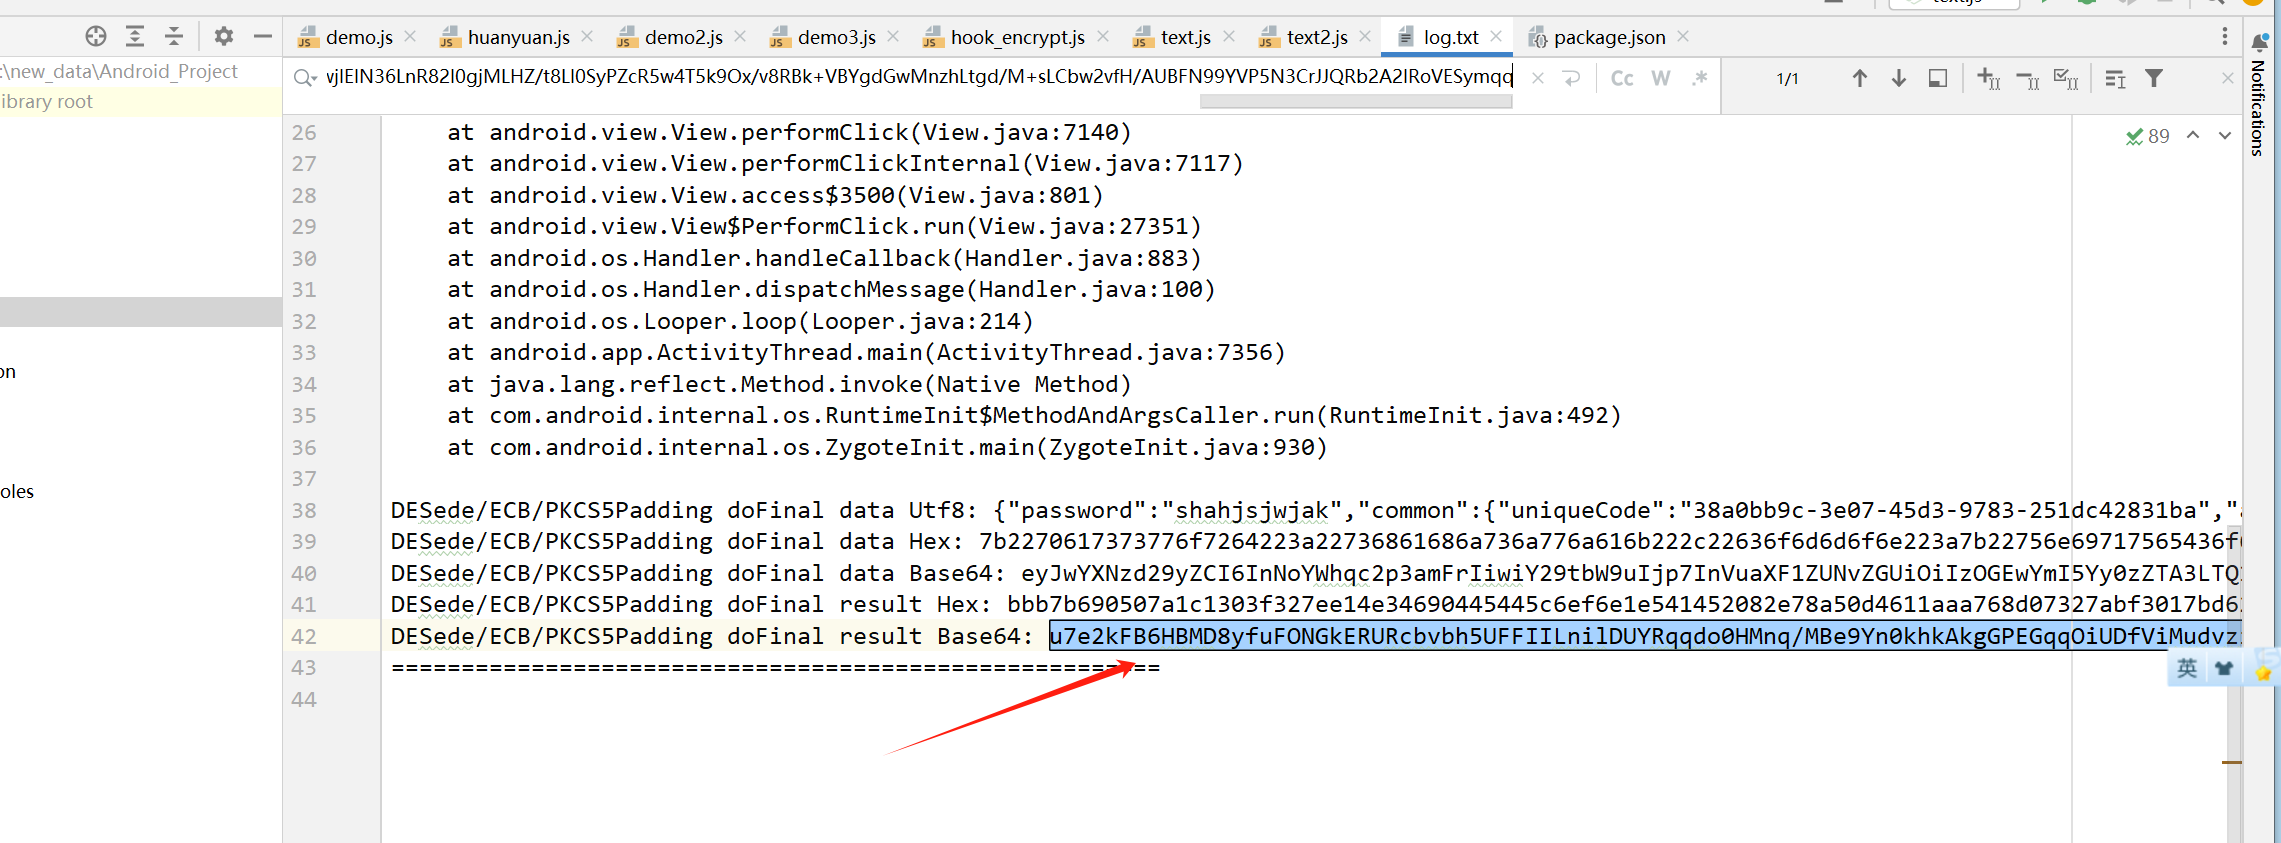 demo.js huanyuan.js demo2.js demo3.js hook_encrypt.js text.js text2.js log.txt package.json
:\new_data\Android_Project
ibrary root
on
oles
vjIEIN36LnR82I0gjMLHZ/t8LI0SyPZcR5w4T5k9Ox/v8RBk+VBYgdGwMnzhLtgd/M+sLCbw2vfH/AUBFN99YVP5N3CrJJQRb2A2IRoVESymqq Cc W .* 1/1
Notifications
89
26 at android.view.View.performClick(View.java:7140)
27 at android.view.View.performClickInternal(View.java:7117)
28 at android.view.View.access$3500(View.java:801)
29 at android.view.View$PerformClick.run(View.java:27351)
30 at android.os.Handler.handleCallback(Handler.java:883)
31 at android.os.Handler.dispatchMessage(Handler.java:100)
32 at android.os.Looper.loop(Looper.java:214)
33 at android.app.ActivityThread.main(ActivityThread.java:7356)
34 at java.lang.reflect.Method.invoke(Native Method)
35 at com.android.internal.os.RuntimeInit$MethodAndArgsCaller.run(RuntimeInit.java:492)
36 at com.android.internal.os.ZygoteInit.main(ZygoteInit.java:930)
37
38 DESede/ECB/PKCS5Padding doFinal data Utf8: {"password":"shahjsjwjak","common":{"uniqueCode":"38a0bb9c-3e07-45d3-9783-251dc42831ba","
39 DESede/ECB/PKCS5Padding doFinal data Hex: 7b2270617373776f7264223a22736861686a736a776a616b222c22636f6d6d6f6e223a7b22756e69717565436f
40 DESede/ECB/PKCS5Padding doFinal data Base64: eyJwYXNzd29yZCI6InNoYWhqc2p3amFrIiwiY29tbW9uIjp7InVuaXF1ZUNvZGUiOiIzOGEwYmI5Yy0zZTA3LTQ
41 DESede/ECB/PKCS5Padding doFinal result Hex: bbb7b690507a1c1303f327ee14e34690445445c6ef6e1e541452082e78a50d4611aaa768d07327abf3017bd6
42 DESede/ECB/PKCS5Padding doFinal result Base64: u7e2kFB6HBMD8yfuFONGkERURcbvbh5UFFIILnilDUYRqqdo0HMnq/MBe9Yn0khkAkgGPEGqqOiUDfViMudvz
43 =======================================================
44
英